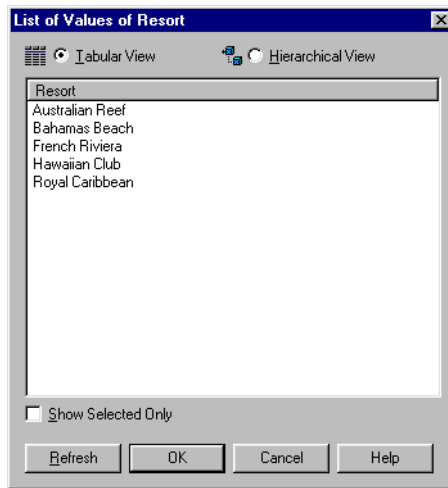 List of Values of Resort
Tabular View Hierarchical View
Resort
Australian Reef
Bahamas Beach
French Riviera
Hawaiian Club
Royal Caribbean
Show Selected Only
Refresh OK Cancel Help